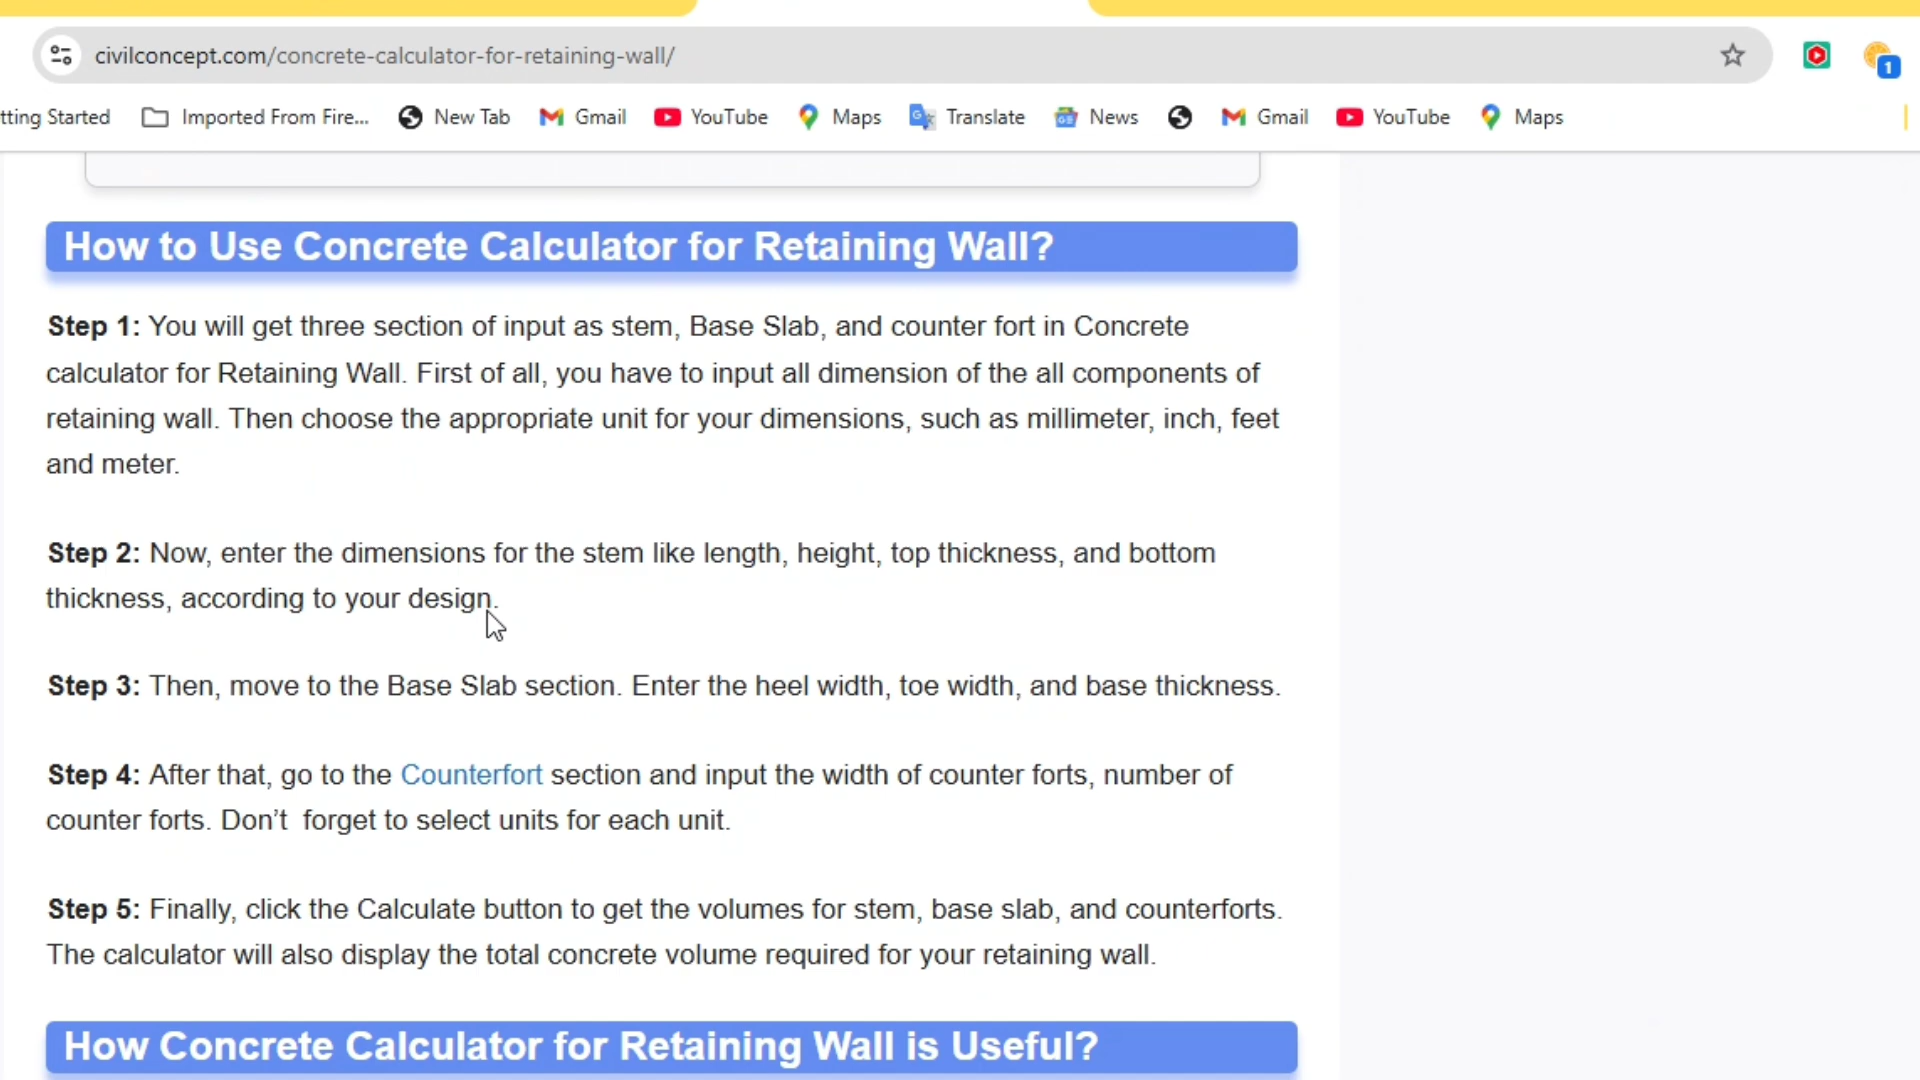 civilconcept.com/concrete-calculator-for-retaining-wall/
1
tting Started Imported From Fire... New Tab Gmail YouTube Maps Translate News Gmail YouTube Maps
How to Use Concrete Calculator for Retaining Wall?
Step 1: You will get three section of input as stem, Base Slab, and counter fort in Concrete
calculator for Retaining Wall. First of all, you have to input all dimension of the all components of
retaining wall. Then choose the appropriate unit for your dimensions, such as millimeter, inch, feet
and meter.
Step 2: Now, enter the dimensions for the stem like length, height, top thickness, and bottom
thickness, according to your design.
Step 3: Then, move to the Base Slab section. Enter the heel width, toe width, and base thickness.
Step 4: After that, go to the Counterfort section and input the width of counter forts, number of
counter forts. Don’t  forget to select units for each unit.
Step 5: Finally, click the Calculate button to get the volumes for stem, base slab, and counterforts.
The calculator will also display the total concrete volume required for your retaining wall.
How Concrete Calculator for Retaining Wall is Useful?